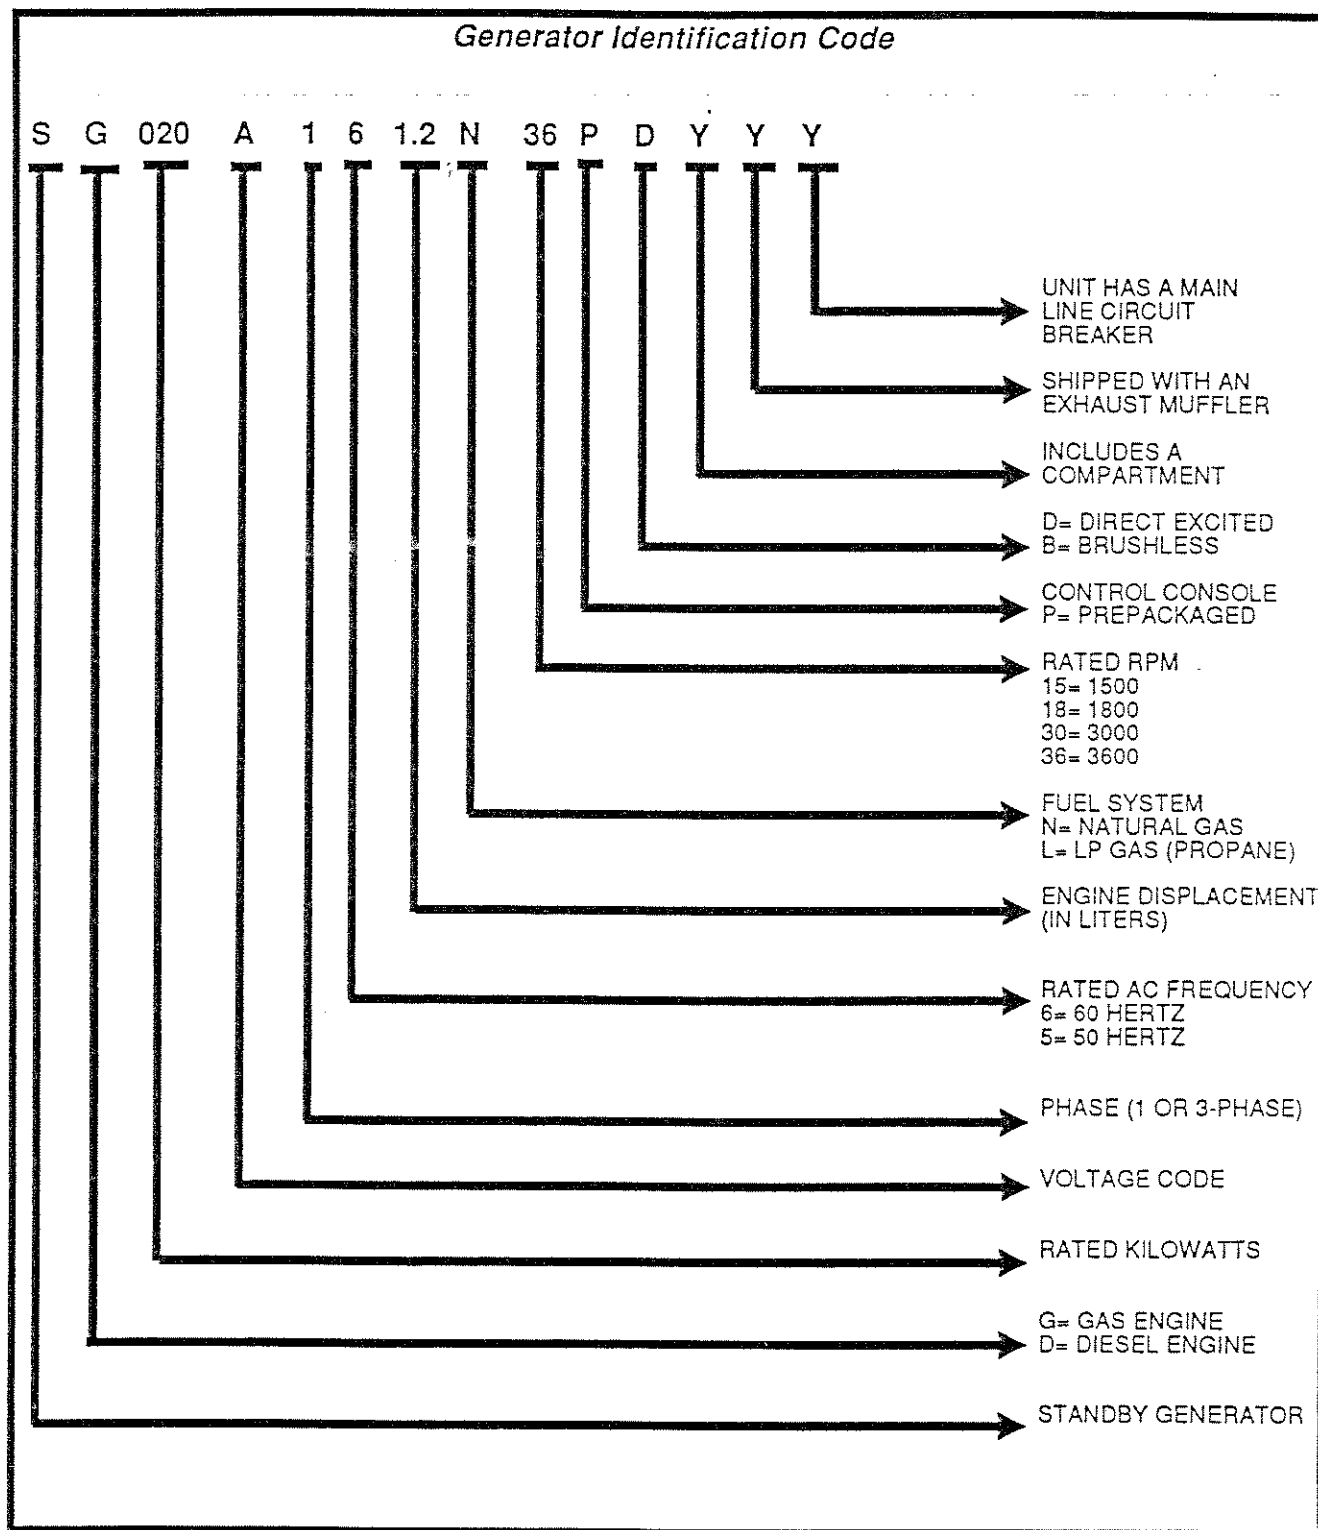 Generator Identification Code
S G 020 A 1 6 1.2 N 36 P D Y Y Y
UNIT HAS A MAIN
LINE CIRCUIT
BREAKER
SHIPPED WITH AN
EXHAUST MUFFLER
INCLUDES A
COMPARTMENT
D= DIRECT EXCITED
B= BRUSHLESS
CONTROL CONSOLE
P= PREPACKAGED
RATED RPM
15= 1500
18= 1800
30= 3000
36= 3600
FUEL SYSTEM
N= NATURAL GAS
L= LP GAS (PROPANE)
ENGINE DISPLACEMENT
(IN LITERS)
RATED AC FREQUENCY
6= 60 HERTZ
5= 50 HERTZ
PHASE (1 OR 3-PHASE)
VOLTAGE CODE
RATED KILOWATTS
G= GAS ENGINE
D= DIESEL ENGINE
STANDBY GENERATOR